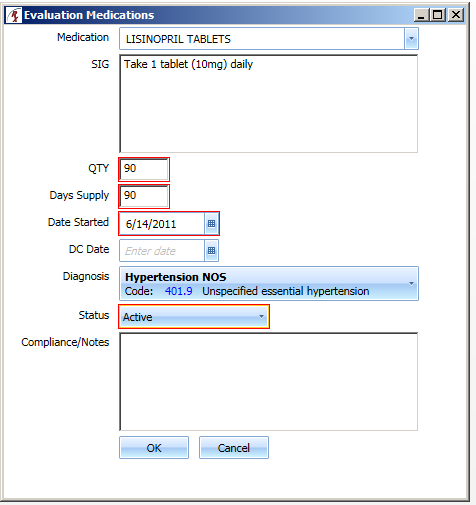 Evaluation Medications
Medication LISINOPRIL TABLETS
SIG Take 1 tablet (10mg) daily
QTY 90
Days Supply 90
Date Started 6/14/2011
DC Date Enter date
Diagnosis Hypertension NOS
Code: 401.9 Unspecified essential hypertension
Status Active
Compliance/Notes
OK Cancel